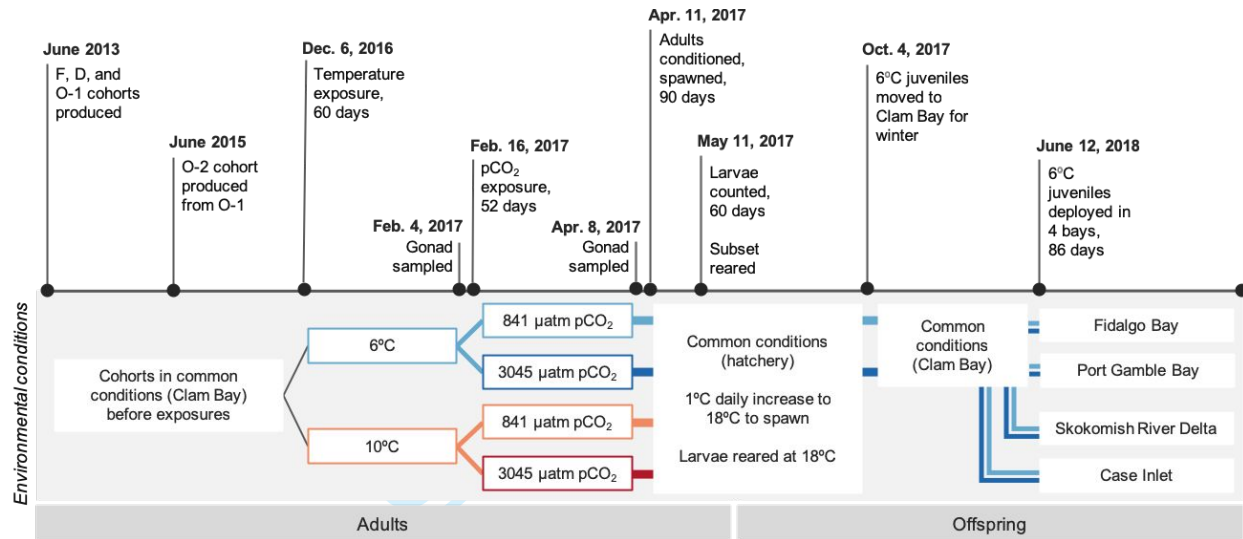 June 2013
F, D, and
O-1 cohorts
produced
June 2015
O-2 cohort
produced
from O-1
Dec. 6, 2016
Temperature
exposure,
60 days
Feb. 4, 2017
Gonad
sampled
Feb. 16, 2017
pCO₂
exposure,
52 days
Apr. 8, 2017
Gonad
sampled
Apr. 11, 2017
Adults
conditioned,
spawned,
90 days
May 11, 2017
Larvae
counted,
60 days
Subset
reared
Oct. 4, 2017
6°C juveniles
moved to
Clam Bay for
winter
June 12, 2018
6°C
juveniles
deployed in
4 bays,
86 days
Environmental conditions
Cohorts in common
conditions (Clam Bay)
before exposures
6ºC
10ºC
841 µatm pCO₂
3045 µatm pCO₂
841 µatm pCO₂
3045 µatm pCO₂
Common conditions
(hatchery)
1ºC daily increase to
18ºC to spawn
Larvae reared at 18ºC
Common
conditions
(Clam Bay)
Fidalgo Bay
Port Gamble Bay
Skokomish River Delta
Case Inlet
Adults
Offspring